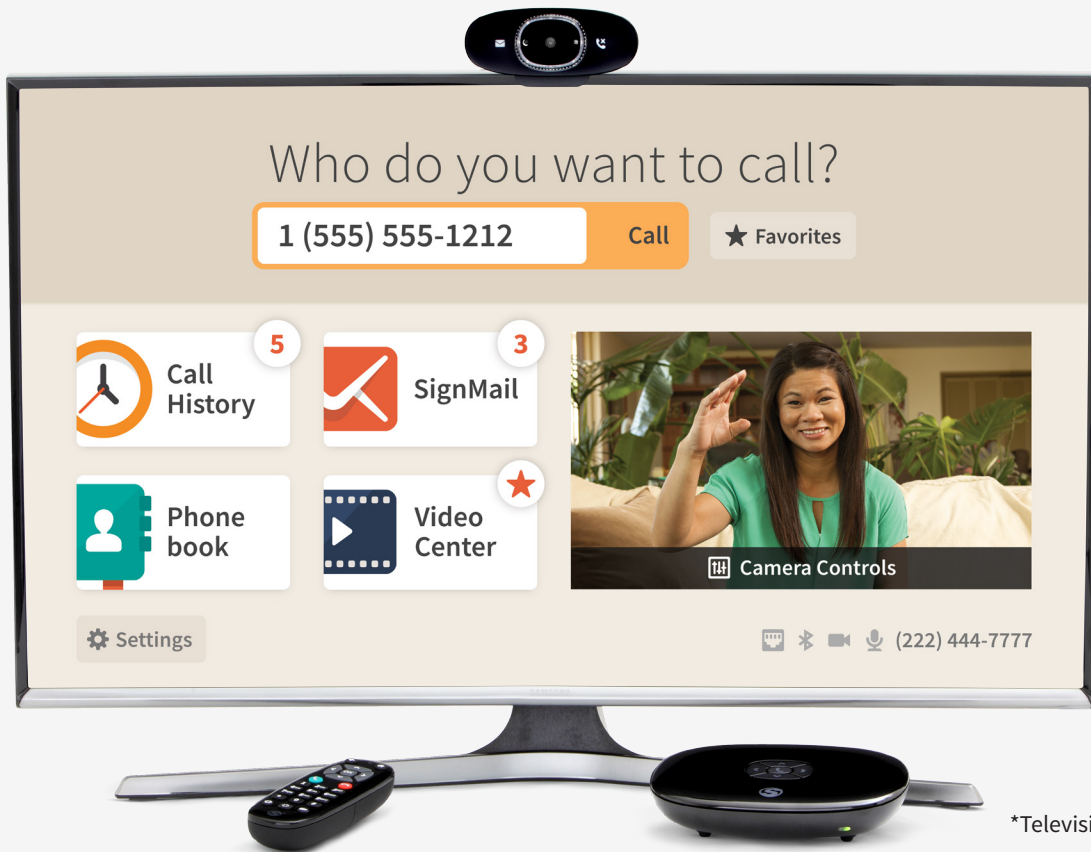 Who do you want to call?
1 (555) 555-1212
Call
★ Favorites
5
3
Call
History
SignMail
Phone
book
Video
Center
Camera Controls
Settings
(222) 444-7777
SAMSUNG